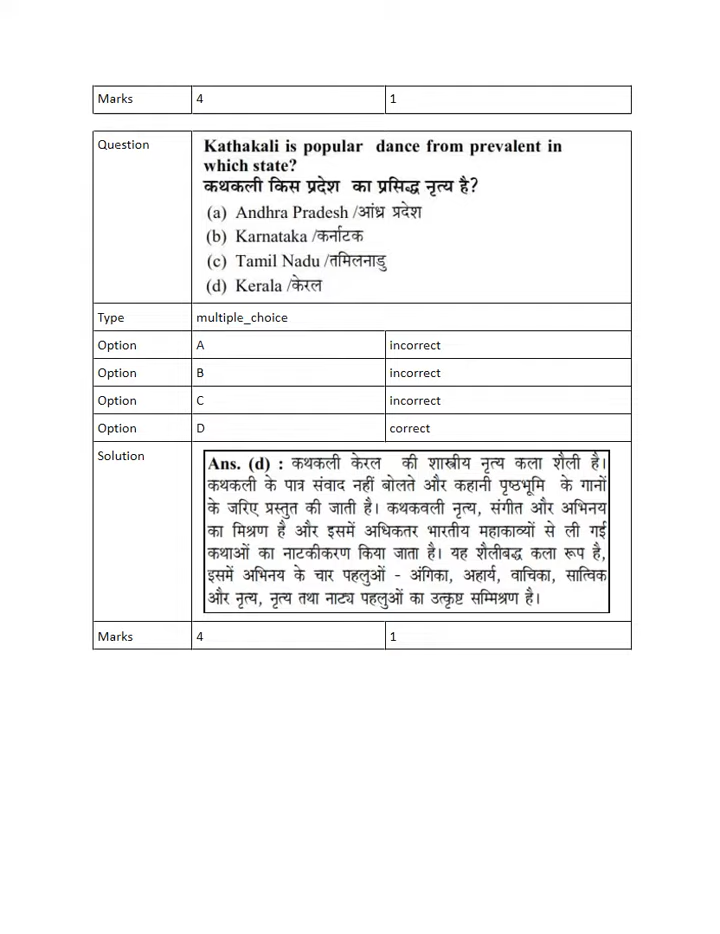 Marks 4 1
Question Kathakali is popular dance from prevalent in
which state?
कथकली किस प्रदेश का प्रसिद्ध नृत्य है?
(a) Andhra Pradesh /आंध्र प्रदेश
(b) Karnataka /कर्नाटक
(c) Tamil Nadu /तमिलनाडु
(d) Kerala /केरल
Type multiple_choice
Option A incorrect
Option B incorrect
Option C incorrect
Option D correct
Solution Ans. (d) : कथकली केरल की शास्त्रीय नृत्य कला शैली है।
कथकली के पात्र संवाद नहीं बोलते और कहानी पृष्ठभूमि के गानों
के जरिए प्रस्तुत की जाती है। कथकवली नृत्य, संगीत और अभिनय
का मिश्रण है और इसमें अधिकतर भारतीय महाकाव्यों से ली गई
कथाओं का नाटकीकरण किया जाता है। यह शैलीबद्ध कला रूप है,
इसमें अभिनय के चार पहलुओं - अंगिका, अहार्य, वाचिका, सात्विक
और नृत्य, नृत्य तथा नाट्य पहलुओं का उत्कृष्ट सम्मिश्रण है।
Marks 4 1